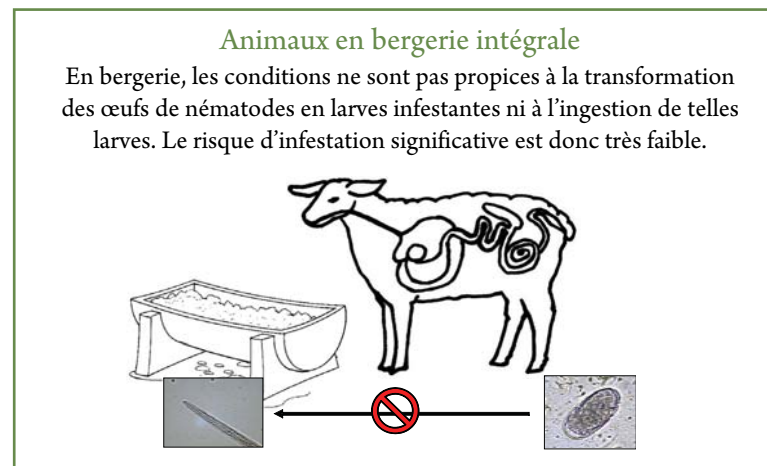 Animaux en bergerie intégrale
En bergerie, les conditions ne sont pas propices à la transformation
des œufs de nématodes en larves infestantes ni à l’ingestion de telles
larves. Le risque d’infestation significative est donc très faible.